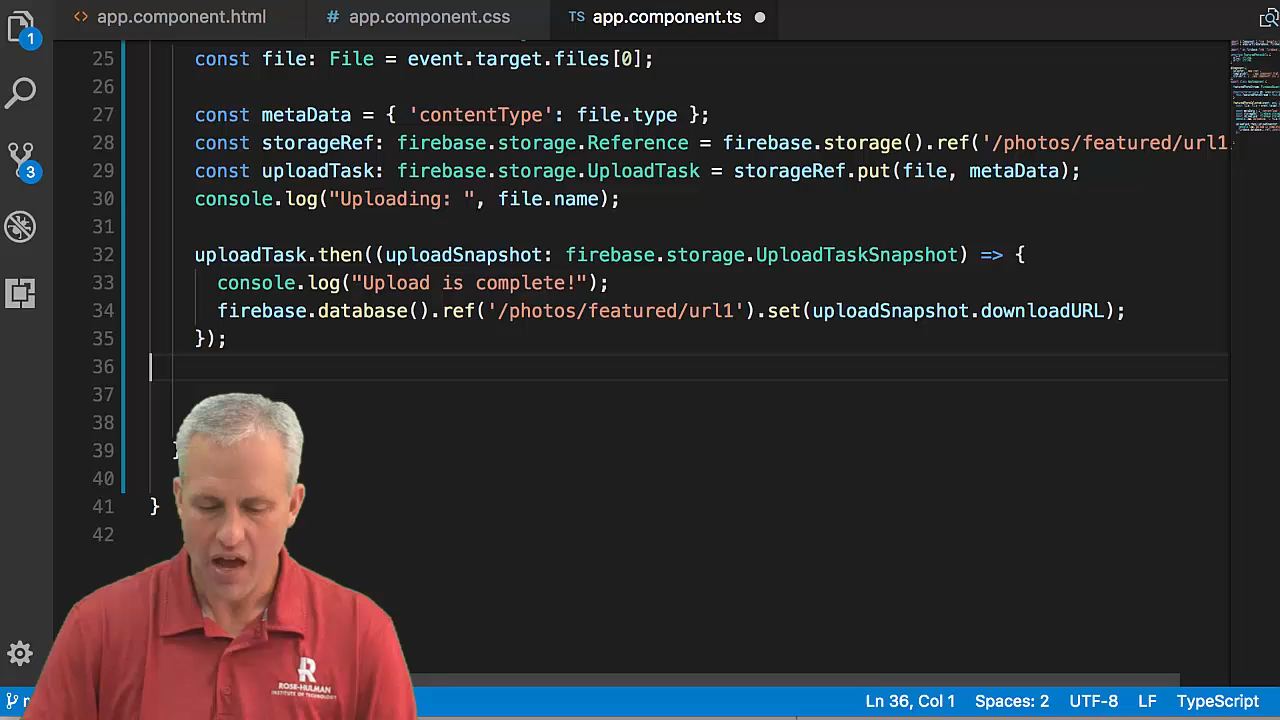 <> app.component.html
# app.component.css
TS app.component.ts
1
3
25 const file: File = event.target.files[0];
26
27 const metaData = { 'contentType': file.type };
28 const storageRef: firebase.storage.Reference = firebase.storage().ref('/photos/featured/url1
29 const uploadTask: firebase.storage.UploadTask = storageRef.put(file, metaData);
30 console.log("Uploading: ", file.name);
31
32 uploadTask.then((uploadSnapshot: firebase.storage.UploadTaskSnapshot) => {
33 console.log("Upload is complete!");
34 firebase.database().ref('/photos/featured/url1').set(uploadSnapshot.downloadURL);
35 });
36
37
38
39 }
40
41 }
42
R
ROSE-HULMAN
INSTITUTE OF TECHNOLOGY
Ln 36, Col 1 Spaces: 2 UTF-8 LF TypeScript